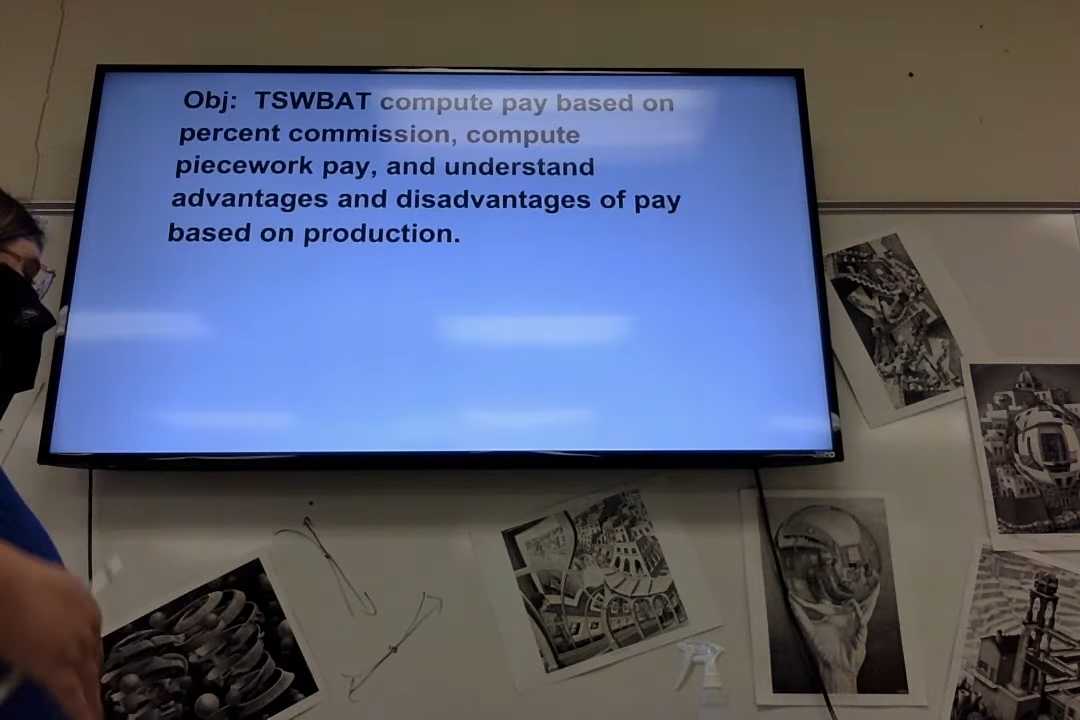 Obj: TSWBAT compute pay based on
percent commission, compute
piecework pay, and understand
advantages and disadvantages of pay
based on production.